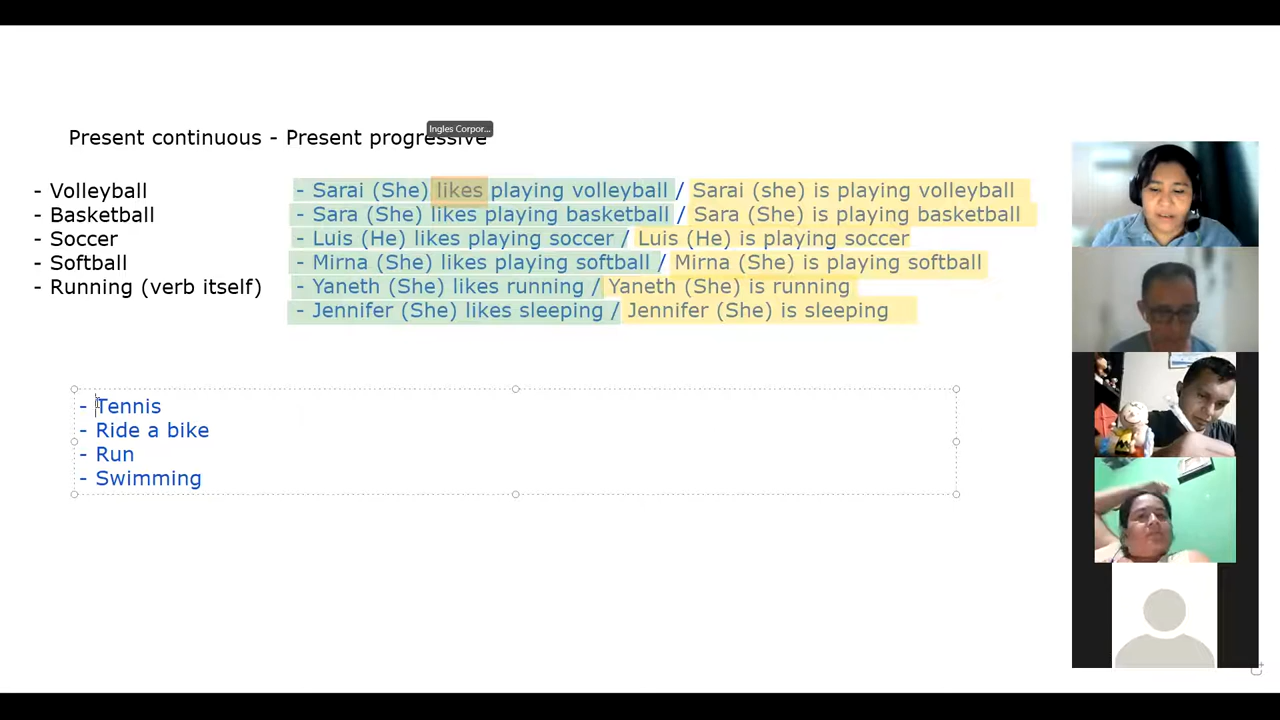 Ingles Corpor...
Present continuous - Present progressive
- Volleyball
- Basketball
- Soccer
- Softball
- Running (verb itself)
- Sarai (She) likes playing volleyball / Sarai (she) is playing volleyball
- Sara (She) likes playing basketball / Sara (She) is playing basketball
- Luis (He) likes playing soccer / Luis (He) is playing soccer
- Mirna (She) likes playing softball / Mirna (She) is playing softball
- Yaneth (She) likes running / Yaneth (She) is running
- Jennifer (She) likes sleeping / Jennifer (She) is sleeping
- Tennis
- Ride a bike
- Run
- Swimming